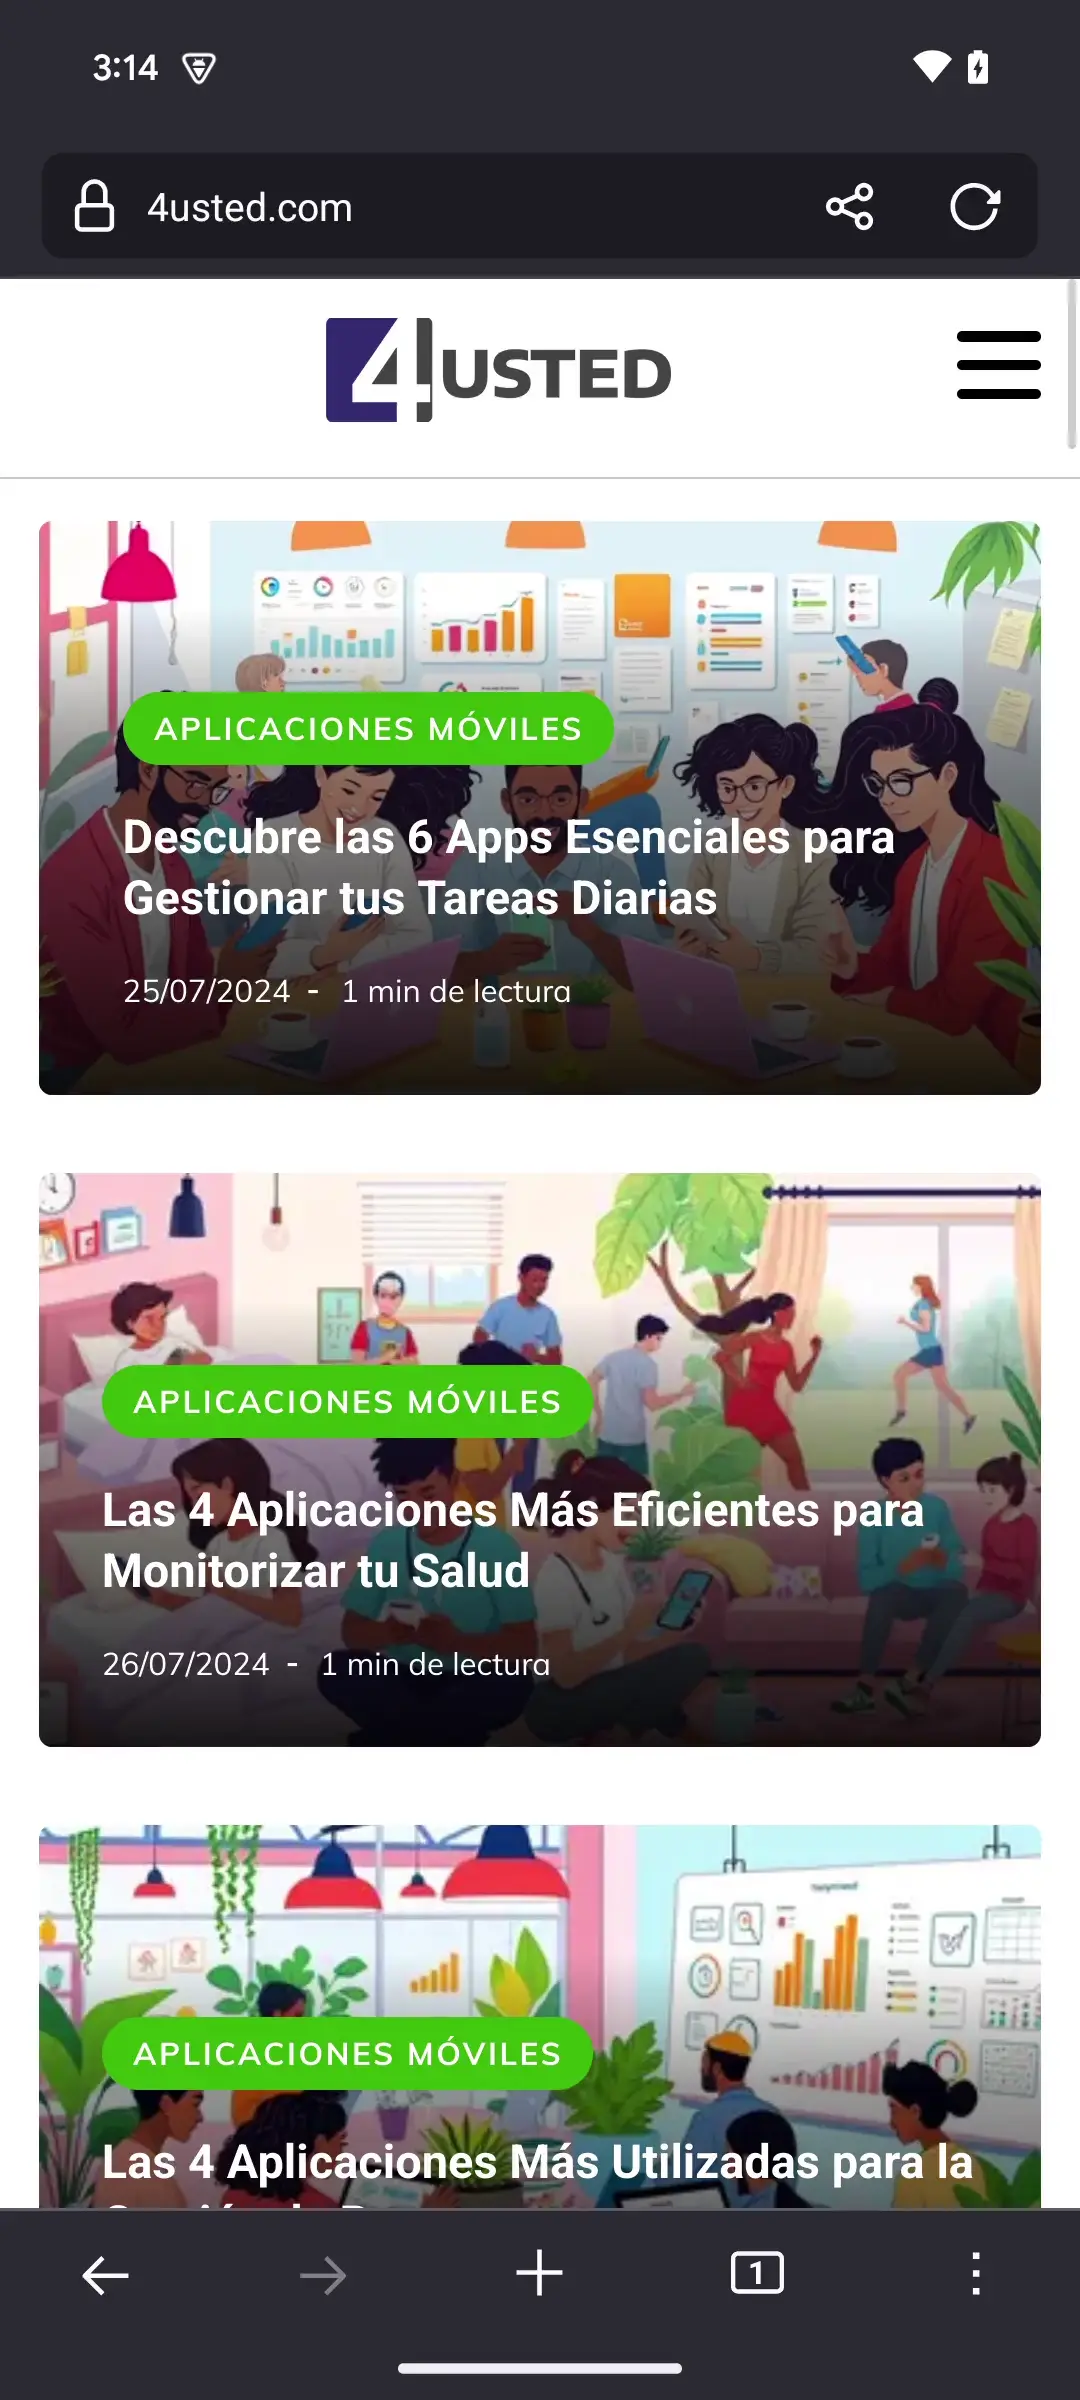 3:14
4usted.com
4USTED
APLICACIONES MÓVILES
Descubre las 6 Apps Esenciales para
Gestionar tus Tareas Diarias
25/07/2024 - 1 min de lectura
APLICACIONES MÓVILES
Las 4 Aplicaciones Más Eficientes para
Monitorizar tu Salud
26/07/2024 - 1 min de lectura
APLICACIONES MÓVILES
Las 4 Aplicaciones Más Utilizadas para la
1